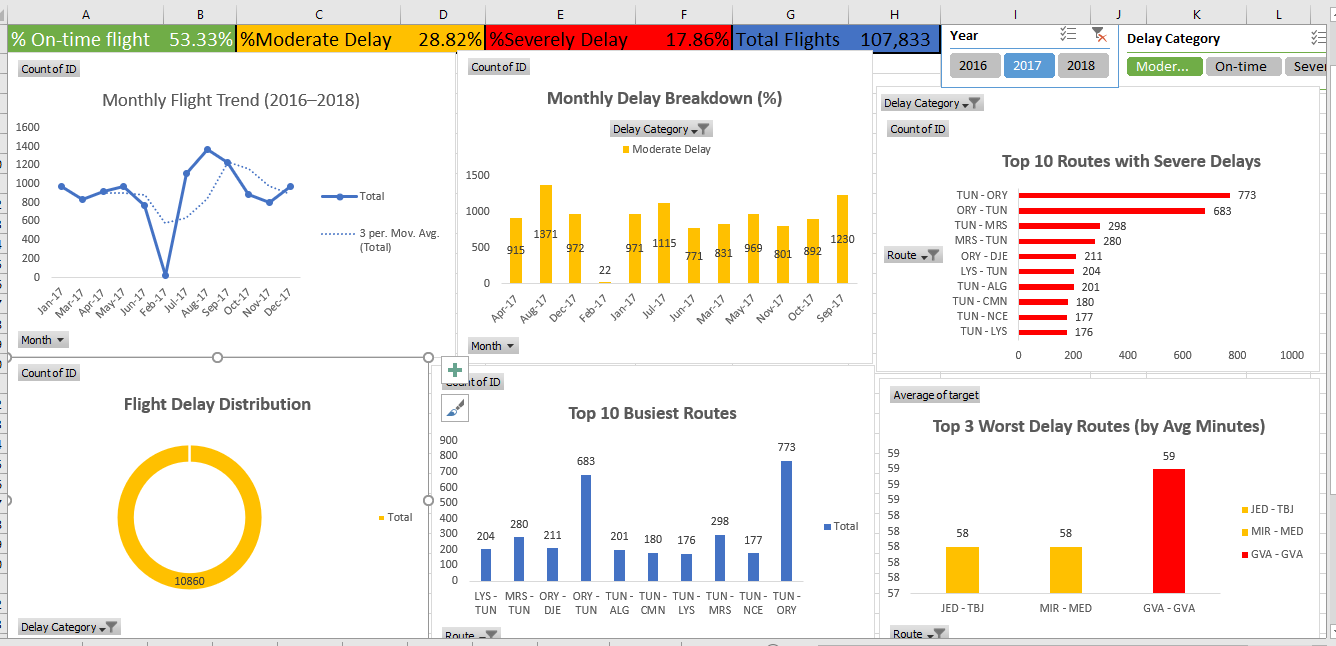 A B C D E F G H I J K L
% On-time flight 53.33% %Moderate Delay 28.82% %Severely Delay 17.86% Total Flights 107,833
Year
2016 2017 2018
Delay Category
Moder... On-time Sever
Count of ID
Monthly Flight Trend (2016–2018)
1600
1400
1200
1000
800
600
400
200
0
Jan-17 Mar-17 Apr-17 May-17 Jun-17 Feb-17 Jul-17 Aug-17 Sep-17 Oct-17 Nov-17 Dec-17
Total
3 per. Mov. Avg.
(Total)
Month
Count of ID
Monthly Delay Breakdown (%)
Delay Category
Moderate Delay
1500
1000
500
0
915 1371 972 22 971 1115 771 831 969 801 892 1230
Apr-17 Aug-17 Dec-17 Feb-17 Jan-17 Jul-17 Jun-17 Mar-17 May-17 Nov-17 Oct-17 Sep-17
Month
Delay Category
Count of ID
Top 10 Routes with Severe Delays
Route
TUN - ORY 773
ORY - TUN 683
TUN - MRS 298
MRS - TUN 280
ORY - DJE 211
LYS - TUN 204
TUN - ALG 201
TUN - CMN 180
TUN - NCE 177
TUN - LYS 176
0 200 400 600 800 1000
Count of ID
Flight Delay Distribution
Total
10860
Delay Category
unt of ID
Top 10 Busiest Routes
900
800
700
600
500
400
300
200
100
0
204 280 211 683 201 180 176 298 177 773
LYS - MRS - ORY - ORY - TUN - TUN - TUN - TUN - TUN - TUN -
TUN TUN DJE TUN ALG CMN LYS MRS NCE ORY
Total
Route
Average of target
Top 3 Worst Delay Routes (by Avg Minutes)
59
59
59
59
58
58
58
58
58
57
58 58 59
JED - TBJ MIR - MED GVA - GVA
JED - TBJ
MIR - MED
GVA - GVA
Route